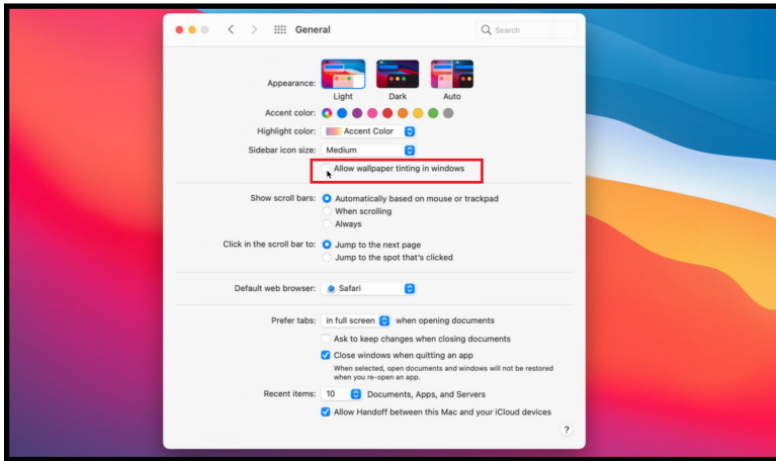 General
Search
Appearance:
Light Dark Auto
Accent color:
Highlight color: Accent Color
Sidebar icon size: Medium
Allow wallpaper tinting in windows
Show scroll bars: Automatically based on mouse or trackpad
When scrolling
Always
Click in the scroll bar to: Jump to the next page
Jump to the spot that's clicked
Default web browser: Safari
Prefer tabs: in full screen when opening documents
Ask to keep changes when closing documents
Close windows when quitting an app
When selected, open documents and windows will not be restored
when you re-open an app.
Recent items: 10 Documents, Apps, and Servers
Allow Handoff between this Mac and your iCloud devices
?